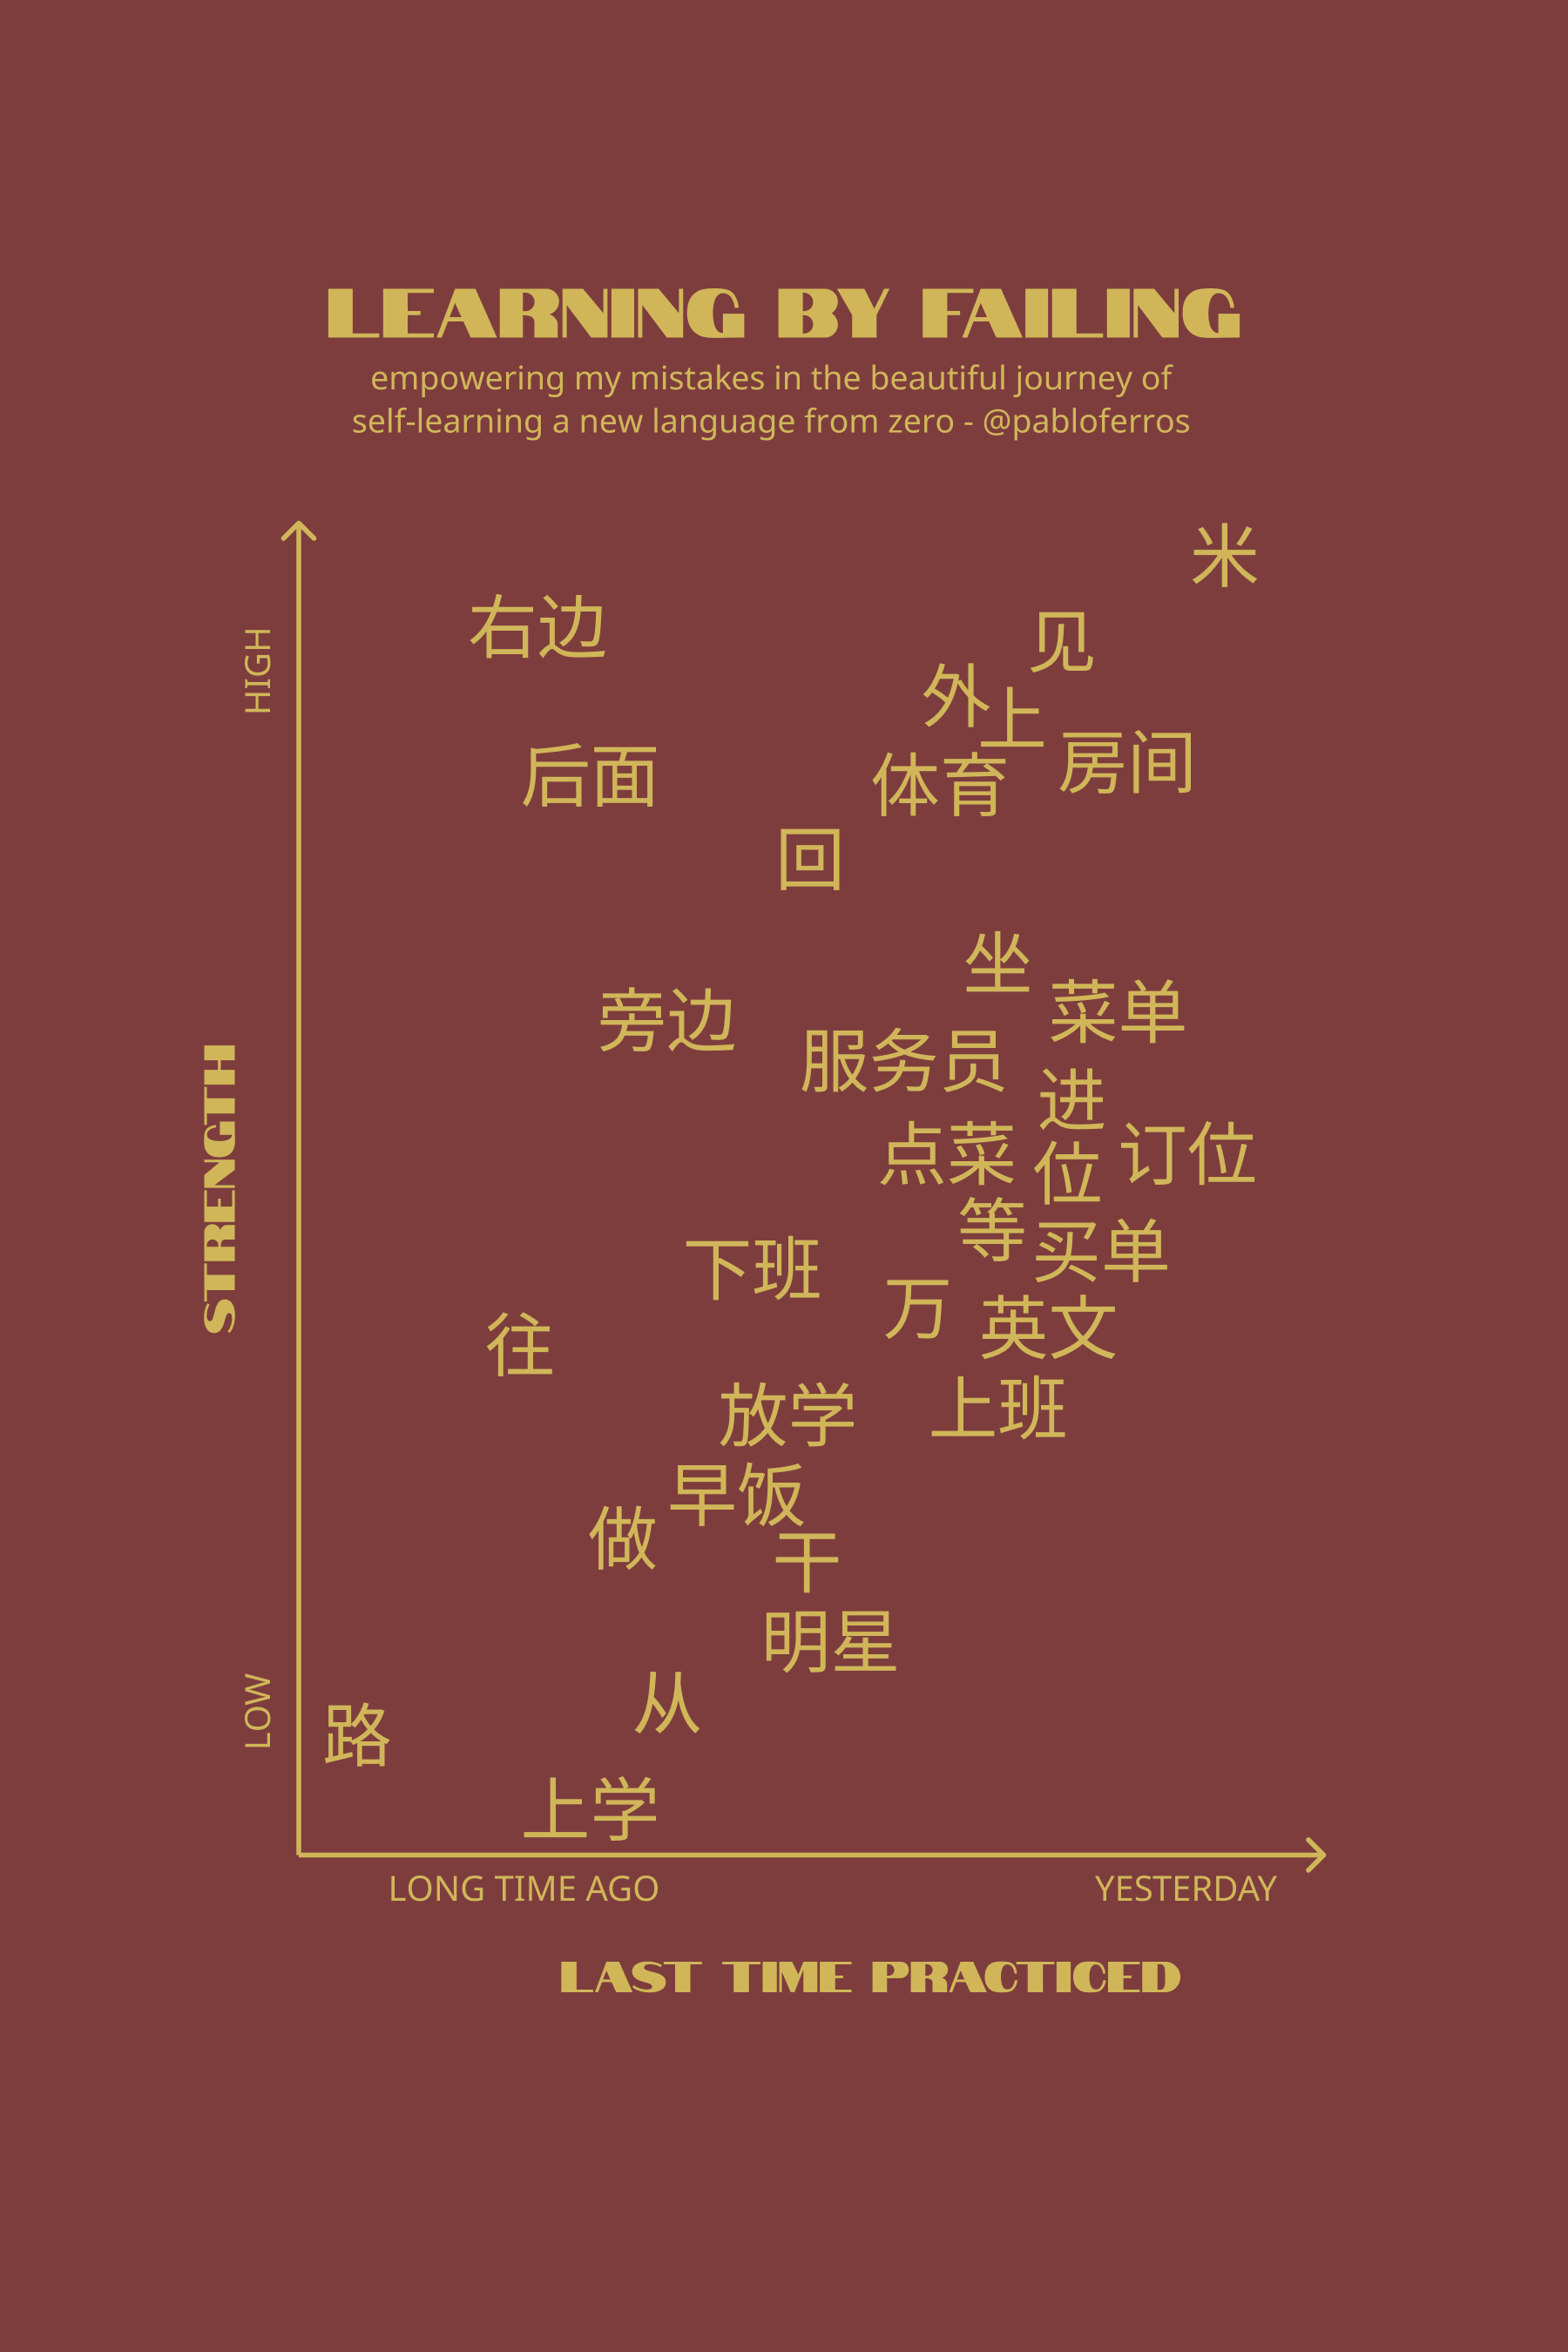 LEARNING BY FAILING
empowering my mistakes in the beautiful journey of
self-learning a new language from zero - @pabloferros
米
右边
见
外
上
房间
后面
体育
回
坐
菜单
旁边
服务员
进
点菜
位
订位
等
买单
下班
万
英文
往
上班
放学
早饭
做
干
明星
从
路
上学
HIGH
STRENGTH
LOW
LONG TIME AGO
YESTERDAY
LAST TIME PRACTICED